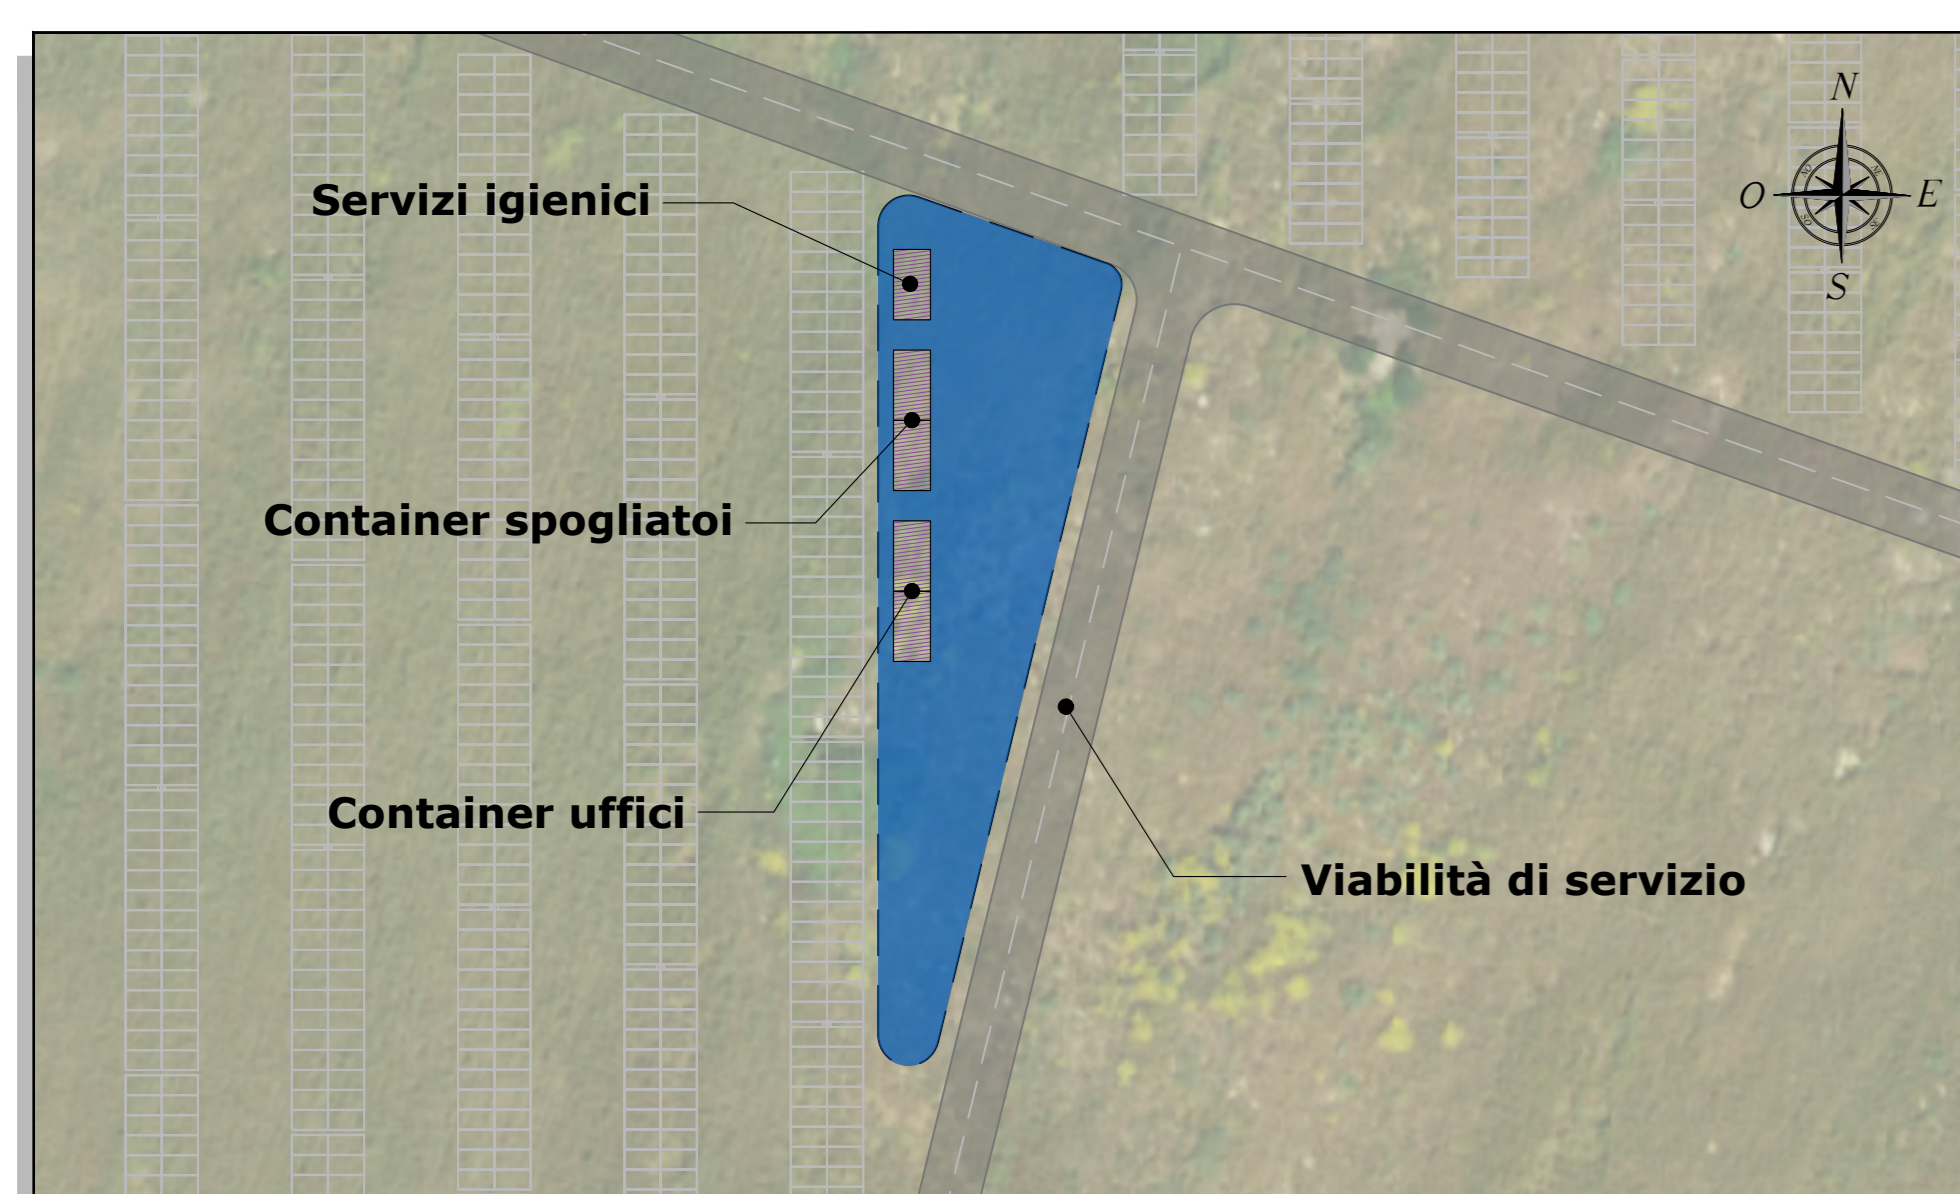 N
O
E
S
Servizi igienici
Container spogliatoi
Container uffici
Viabilità di servizio